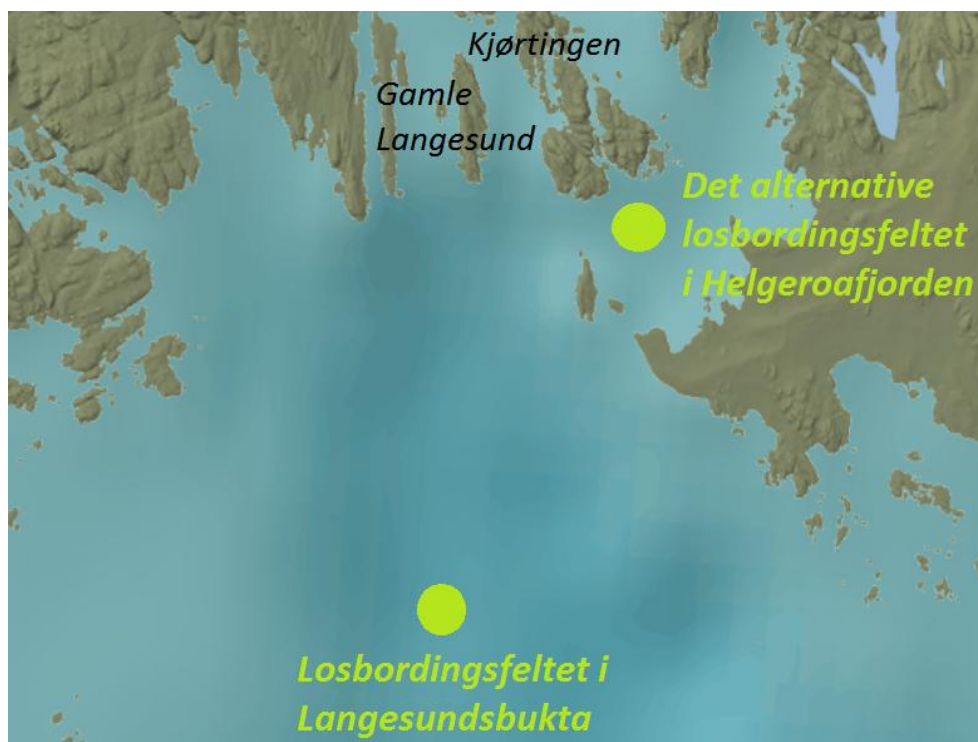 Kjørtingen
Gamle
Langesund
Det alternative
losbordingsfeltet
i Helgeroafjorden
Losbordingsfeltet i
Langesundsbukta